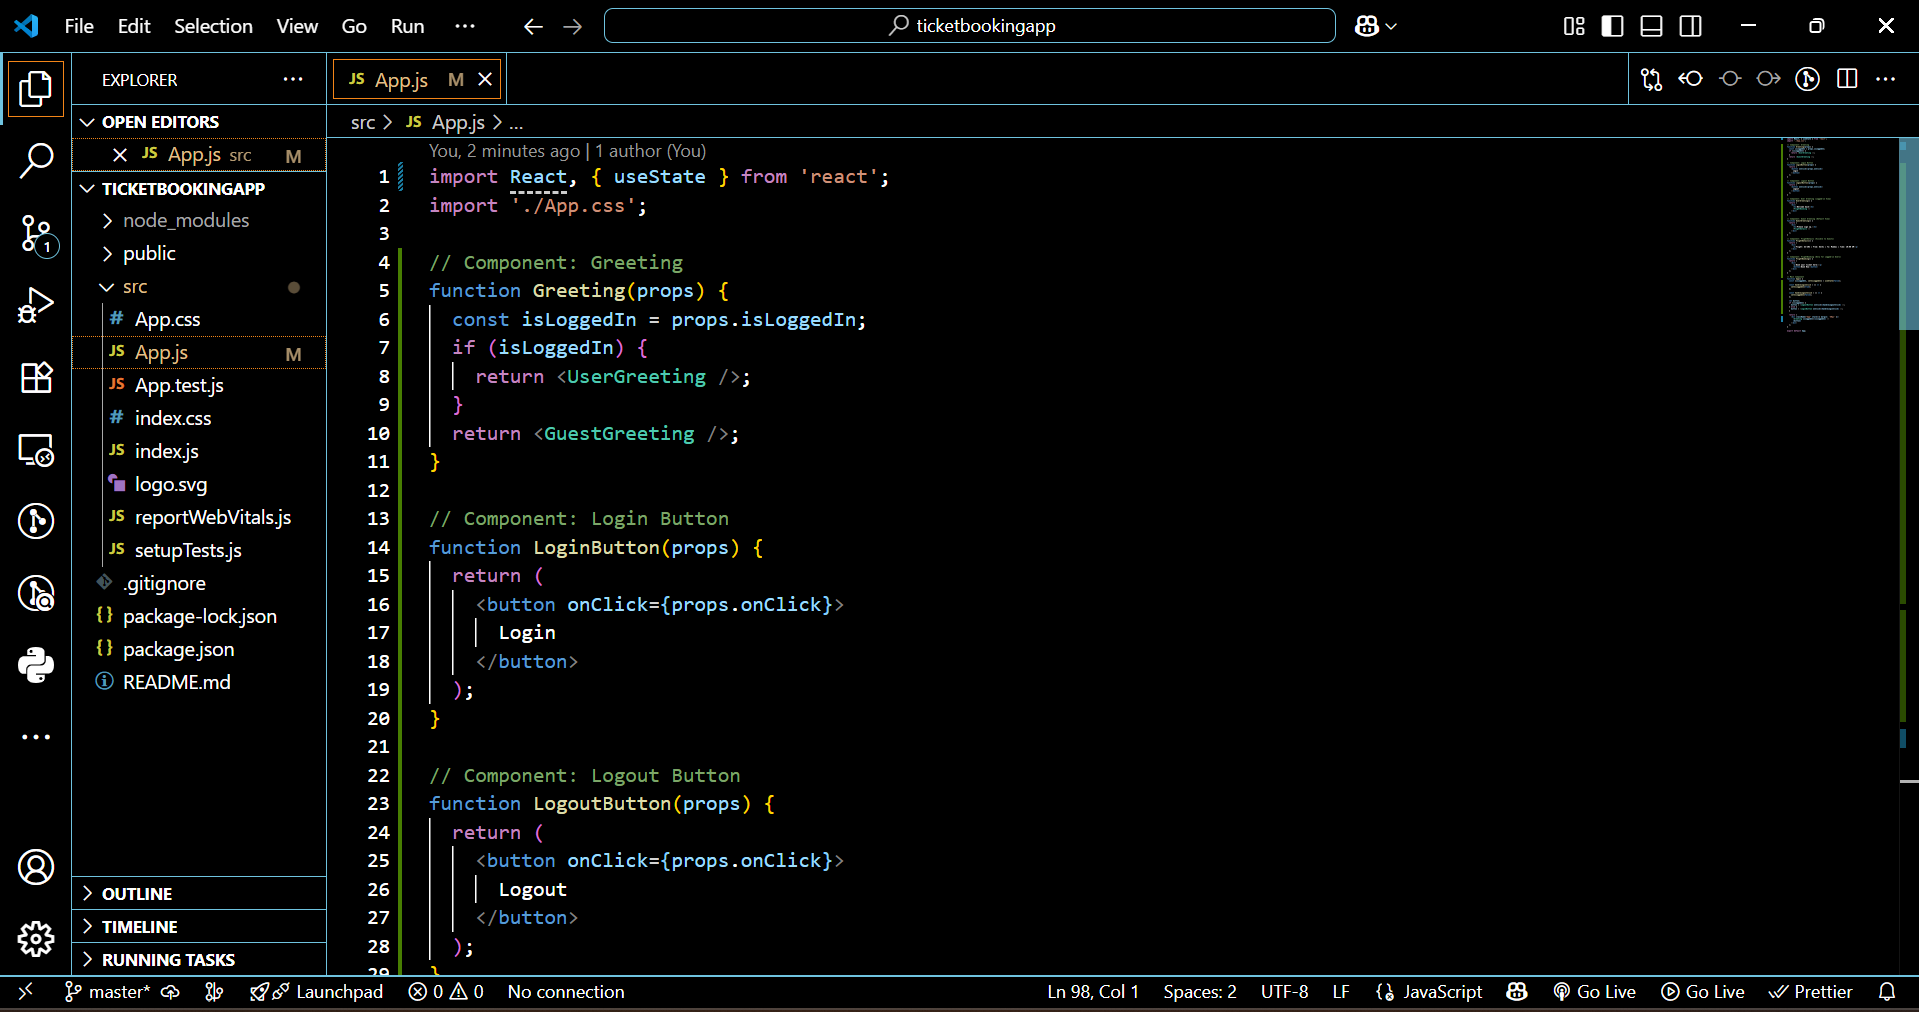 File Edit Selection View Go Run ··· ticketbookingapp
EXPLORER ···
JS App.js M
OPEN EDITORS
JS App.js src M
TICKETBOOKINGAPP
node_modules
public
src
# App.css
JS App.js M
JS App.test.js
# index.css
JS index.js
logo.svg
JS reportWebVitals.js
JS setupTests.js
.gitignore
{} package-lock.json
{} package.json
README.md
OUTLINE
TIMELINE
RUNNING TASKS
1
src > JS App.js > ...
You, 2 minutes ago | 1 author (You)
1 import React, { useState } from 'react';
2 import './App.css';
3
4 // Component: Greeting
5 function Greeting(props) {
6 const isLoggedIn = props.isLoggedIn;
7 if (isLoggedIn) {
8 return <UserGreeting />;
9 }
10 return <GuestGreeting />;
11 }
12
13 // Component: Login Button
14 function LoginButton(props) {
15 return (
16 <button onClick={props.onClick}>
17 Login
18 </button>
19 );
20 }
21
22 // Component: Logout Button
23 function LogoutButton(props) {
24 return (
25 <button onClick={props.onClick}>
26 Logout
27 </button>
28 );
29 }
master* Launchpad 0 0 No connection Ln 98, Col 1 Spaces: 2 UTF-8 LF JavaScript Go Live Go Live Prettier